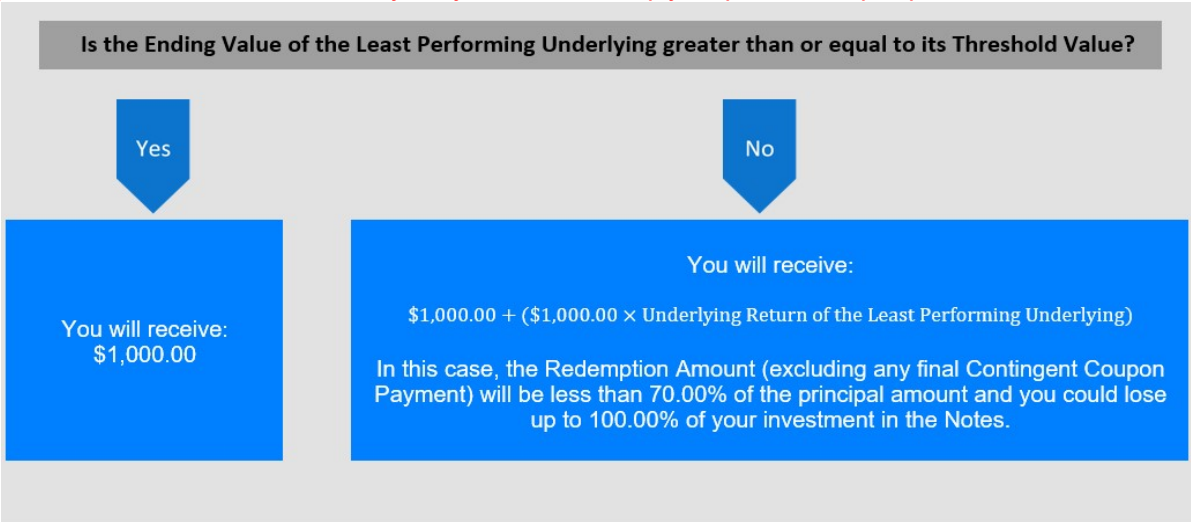 Is the Ending Value of the Least Performing Underlying greater than or equal to its Threshold Value?
Yes
No
You will receive:
$1,000.00
You will receive:
$1,000.00 + ($1,000.00 × Underlying Return of the Least Performing Underlying)
In this case, the Redemption Amount (excluding any final Contingent Coupon
Payment) will be less than 70.00% of the principal amount and you could lose
up to 100.00% of your investment in the Notes.